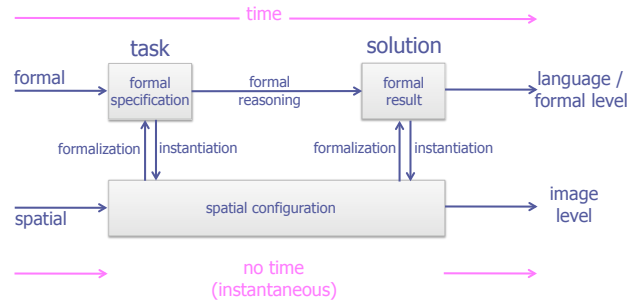 time
task
solution
formal
formal
specification
formal
reasoning
formal
result
language /
formal level
formalization
instantiation
formalization
instantiation
spatial
spatial configuration
image
level
no time
(instantaneous)